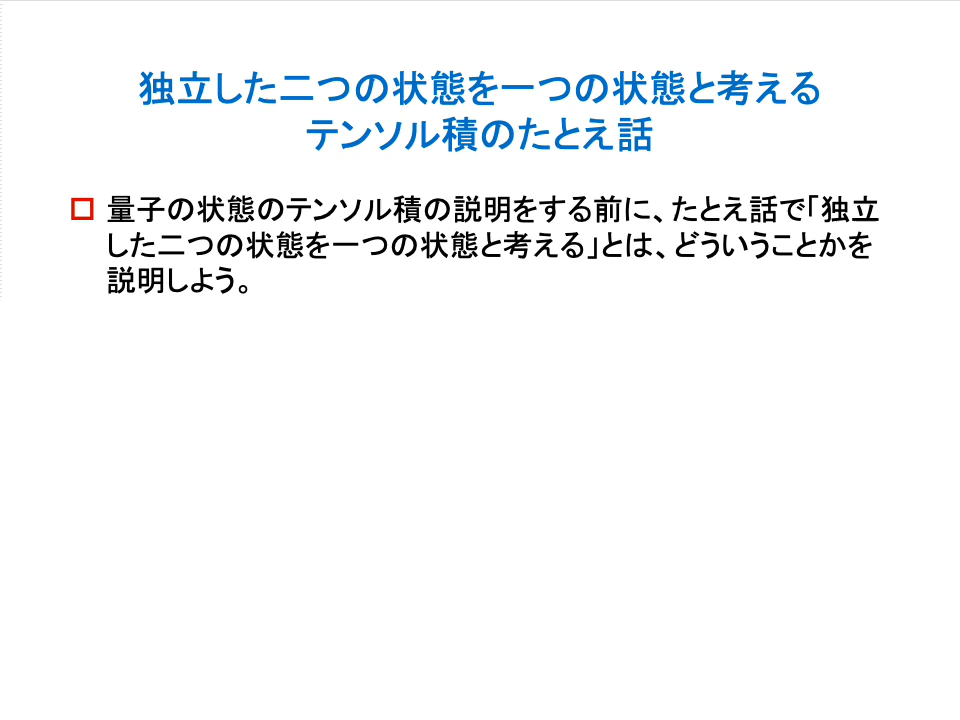 独立した二つの状態を一つの状態と考える
テンソル積のたとえ話
量子の状態のテンソル積の説明をする前に、たとえ話で「独立
した二つの状態を一つの状態と考える」とは、どういうことかを
説明しよう。